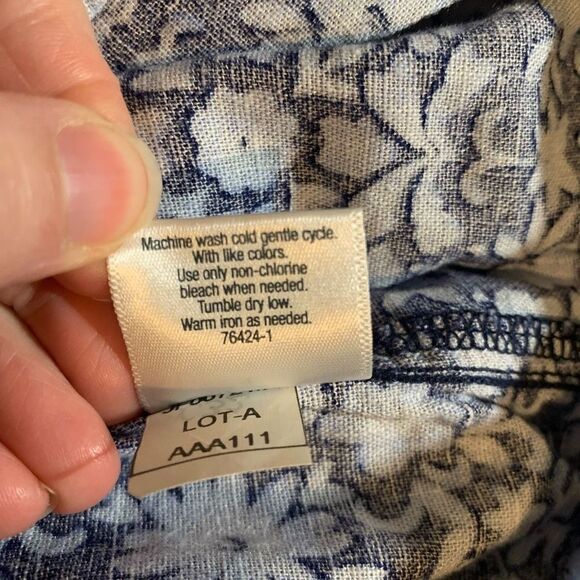 Machine wash cold gentle cycle.
With like colors.
Use only non-chlorine
bleach when needed.
Tumble dry low.
Warm iron as needed.
76424-1
LOT-A
AAA111